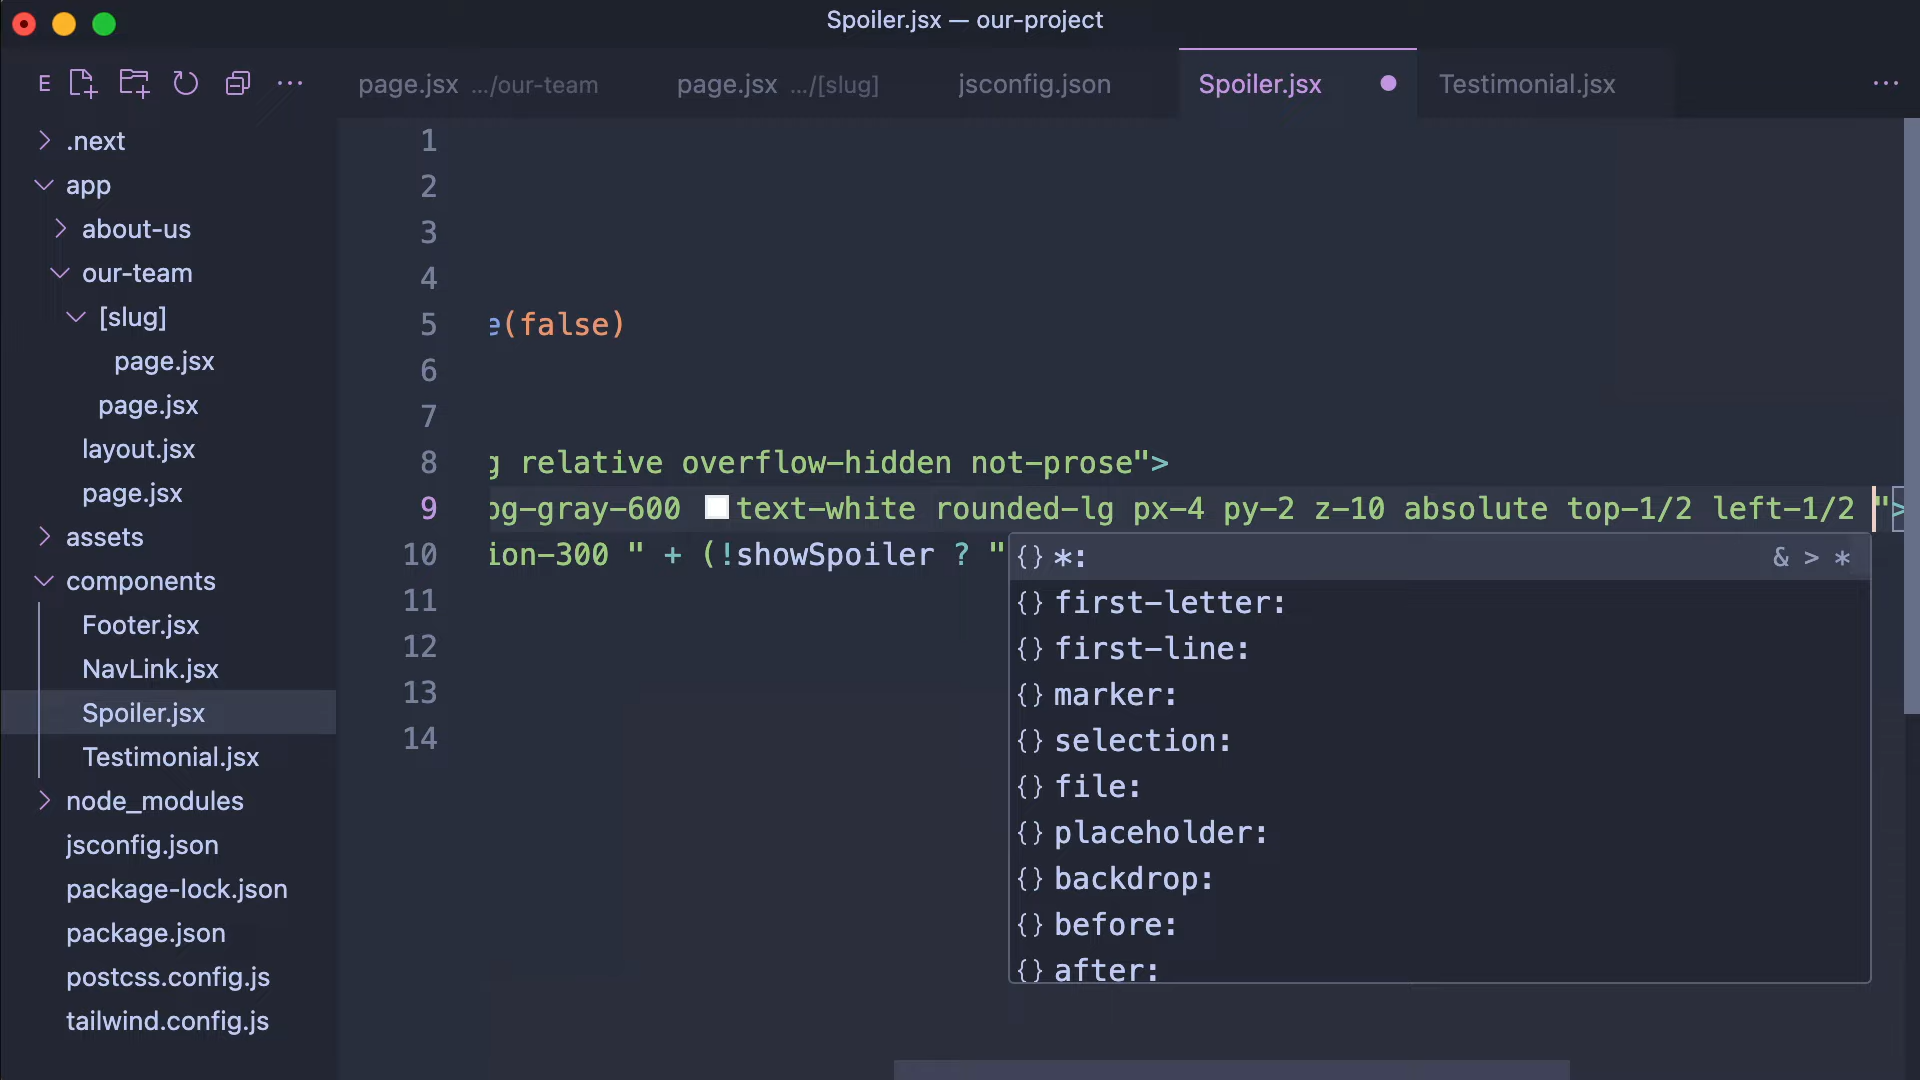 Spoiler.jsx — our-project
E
page.jsx .../our-team
page.jsx .../[slug]
jsconfig.json
Spoiler.jsx
Testimonial.jsx
.next
app
about-us
our-team
[slug]
page.jsx
page.jsx
layout.jsx
page.jsx
assets
components
Footer.jsx
NavLink.jsx
Spoiler.jsx
Testimonial.jsx
node_modules
jsconfig.json
package-lock.json
package.json
postcss.config.js
tailwind.config.js
1
2
3
4
5 e(false)
6
7
8 g relative overflow-hidden not-prose">
9 bg-gray-600 text-white rounded-lg px-4 py-2 z-10 absolute top-1/2 left-1/2 ">
10 ion-300 " + (!showSpoiler ? "
11
12
13
14
{} *: & > *
{} first-letter:
{} first-line:
{} marker:
{} selection:
{} file:
{} placeholder:
{} backdrop:
{} before:
{} after: